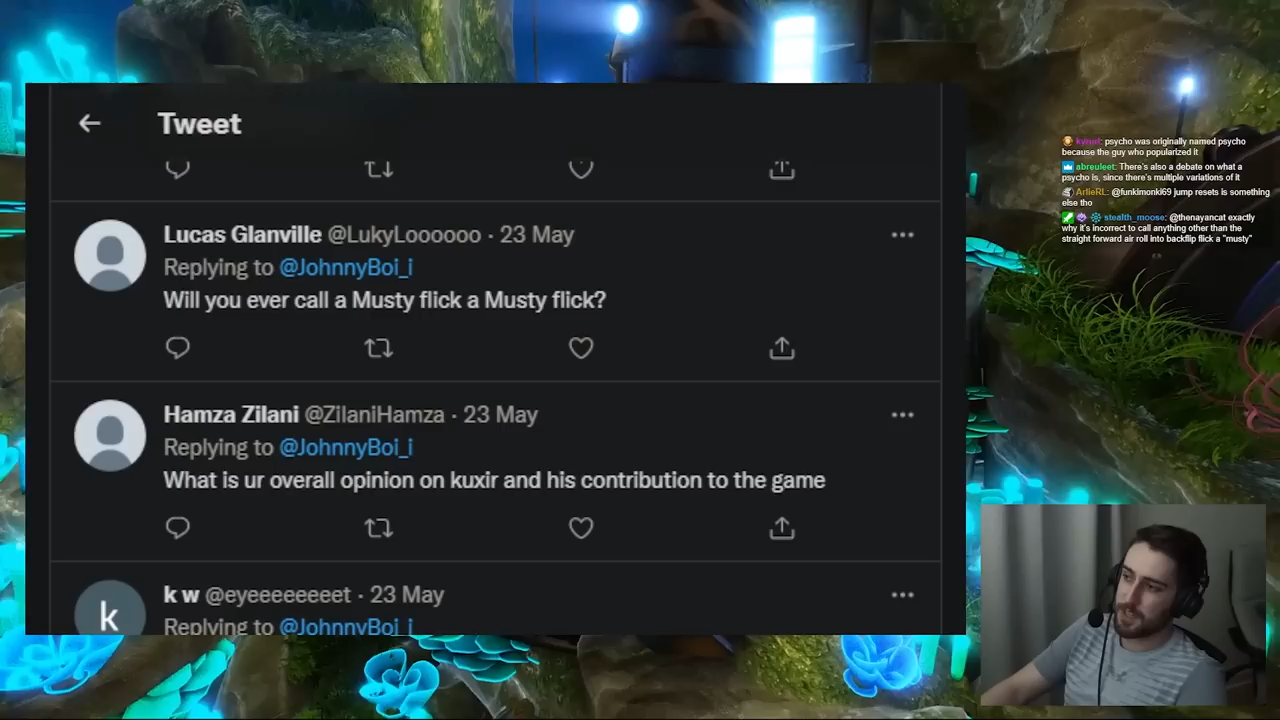 Tweet
Lucas Glanville @LukyLoooooo · 23 May
Replying to @JohnnyBoi_i
Will you ever call a Musty flick a Musty flick?
Hamza Zilani @ZilaniHamza · 23 May
Replying to @JohnnyBoi_i
What is ur overall opinion on kuxir and his contribution to the game
k
k w @eyeeeeeeet · 23 May
Replying to @JohnnyBoi_i
psycho was originally named psycho
because the guy who popularized it
abreuleet: There's also a debate on what a
psycho is, since there's multiple variations of it
ArlieRL: @funkimonki69 jump resets is something
else tho
stealth_moose: @thenayancat exactly
why it's incorrect to call anything other than the
straight forward air roll into backflip flick a "musty"